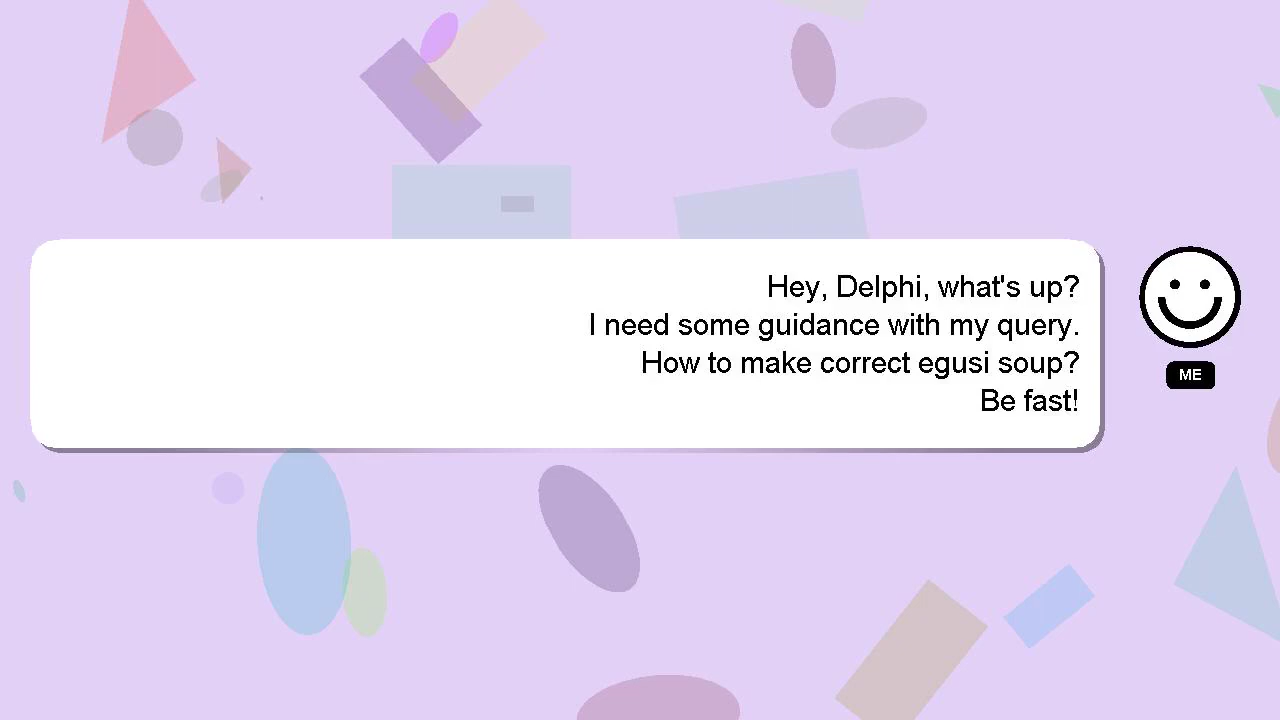 Hey, Delphi, what's up?
I need some guidance with my query.
How to make correct egusi soup?
Be fast!
ME